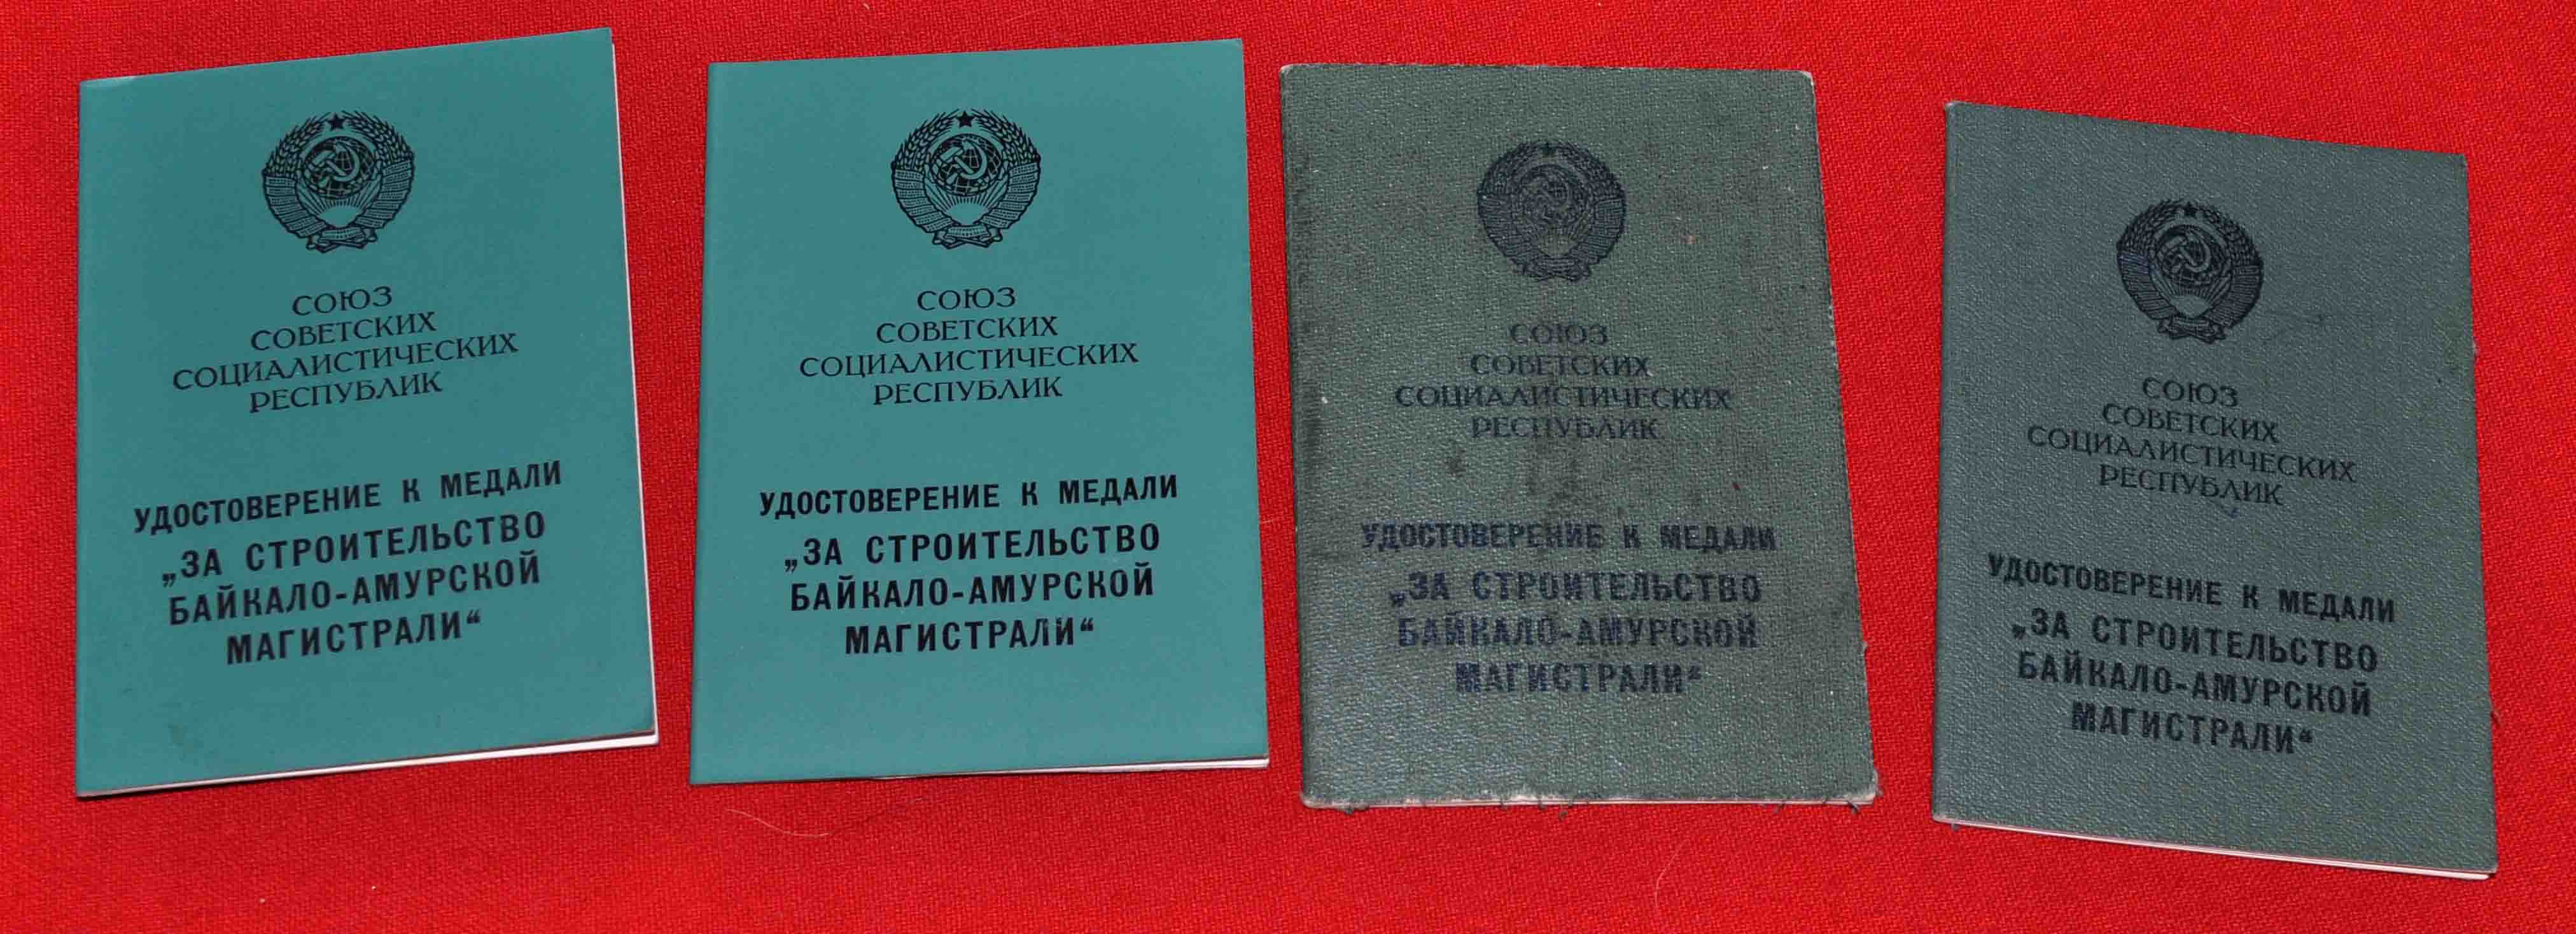 СОЮЗ
СОВЕТСКИХ
СОЦИАЛИСТИЧЕСКИХ
РЕСПУБЛИК
УДОСТОВЕРЕНИЕ К МЕДАЛИ
„ЗА СТРОИТЕЛЬСТВО
БАЙКАЛО-АМУРСКОЙ
МАГИСТРАЛИ“
СОЮЗ
СОВЕТСКИХ
СОЦИАЛИСТИЧЕСКИХ
РЕСПУБЛИК
УДОСТОВЕРЕНИЕ К МЕДАЛИ
„ЗА СТРОИТЕЛЬСТВО
БАЙКАЛО-АМУРСКОЙ
МАГИСТРАЛИ“
СОЮЗ
СОВЕТСКИХ
СОЦИАЛИСТИЧЕСКИХ
РЕСПУБЛИК
УДОСТОВЕРЕНИЕ К МЕДАЛИ
„ЗА СТРОИТЕЛЬСТВО
БАЙКАЛО-АМУРСКОЙ
МАГИСТРАЛИ“
СОЮЗ
СОВЕТСКИХ
СОЦИАЛИСТИЧЕСКИХ
РЕСПУБЛИК
УДОСТОВЕРЕНИЕ К МЕДАЛИ
„ЗА СТРОИТЕЛЬСТВО
БАЙКАЛО-АМУРСКОЙ
МАГИСТРАЛИ“